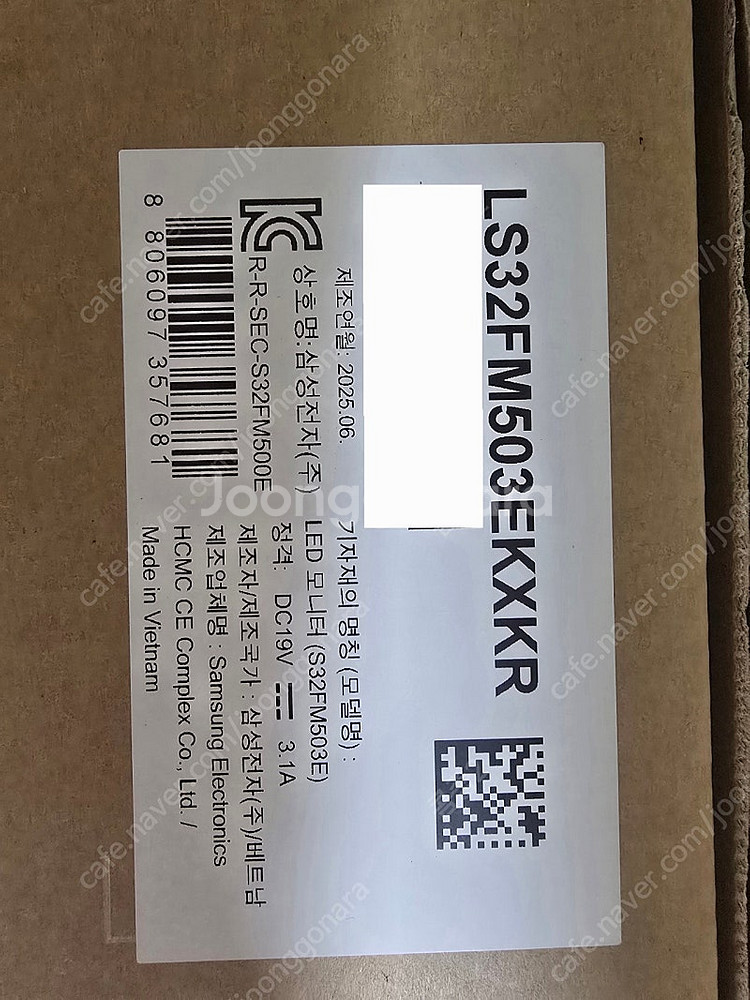 LS32FM503EKXKR
제조연월: 2025.06.
상호명:삼성전자(주)
R-R-SEC-S32FM500E
8 806097 357681
기자재의 명칭 (모델명) :
LED 모니터 (S32FM503E)
정격: DC19V 3.1A
제조자/제조국가 : 삼성전자(주)/베트남
제조업체명 : Samsung Electronics
HCMC CE Complex Co., Ltd. /
Made in Vietnam
Joonggonara
cafe.naver.com/joonggonara